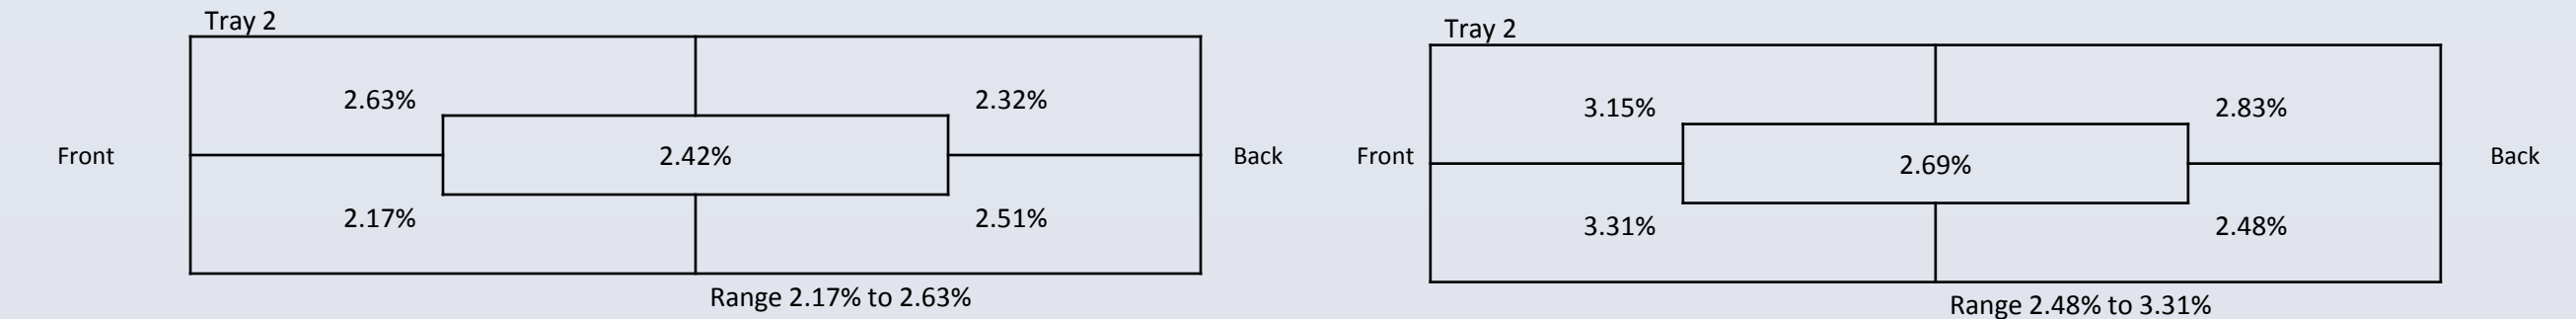 Tray 2
2.63%
2.32%
Front
2.42%
Back
2.17%
2.51%
Range 2.17% to 2.63%
Tray 2
3.15%
2.83%
Front
2.69%
Back
3.31%
2.48%
Range 2.48% to 3.31%